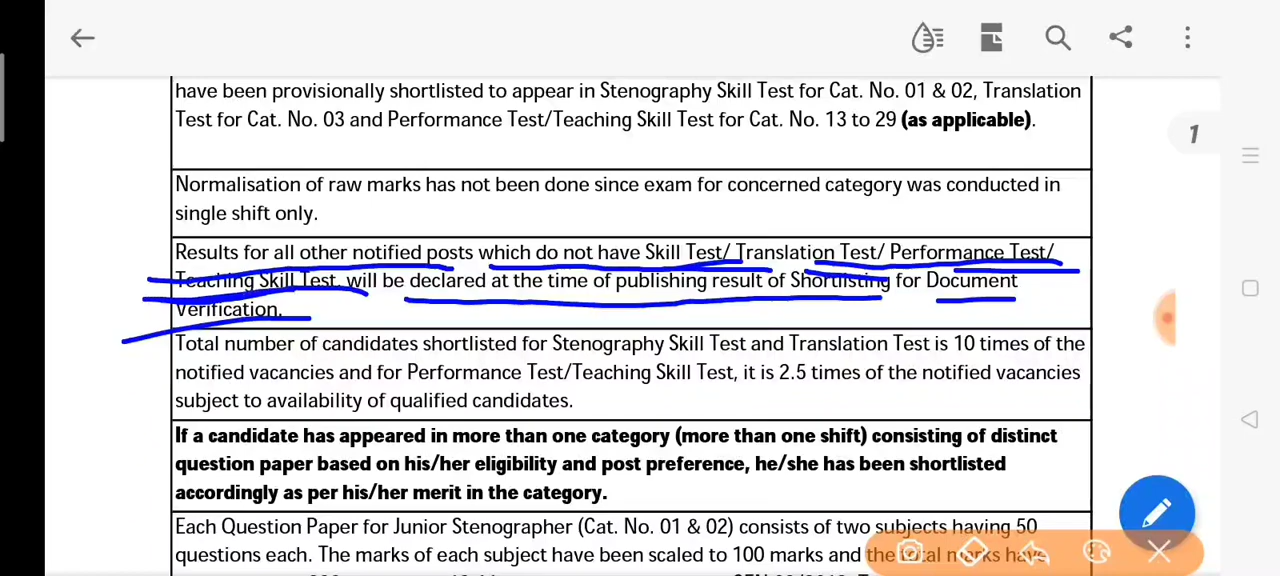 1
have been provisionally shortlisted to appear in Stenography Skill Test for Cat. No. 01 & 02, Translation
Test for Cat. No. 03 and Performance Test/Teaching Skill Test for Cat. No. 13 to 29 (as applicable).
Normalisation of raw marks has not been done since exam for concerned category was conducted in
single shift only.
Results for all other notified posts which do not have Skill Test/ Translation Test/ Performance Test/
Teaching Skill Test, will be declared at the time of publishing result of Shortlisting for Document
Verification.
Total number of candidates shortlisted for Stenography Skill Test and Translation Test is 10 times of the
notified vacancies and for Performance Test/Teaching Skill Test, it is 2.5 times of the notified vacancies
subject to availability of qualified candidates.
If a candidate has appeared in more than one category (more than one shift) consisting of distinct
question paper based on his/her eligibility and post preference, he/she has been shortlisted
accordingly as per his/her merit in the category.
Each Question Paper for Junior Stenographer (Cat. No. 01 & 02) consists of two subjects having 50
questions each. The marks of each subject have been scaled to 100 marks and the total marks have